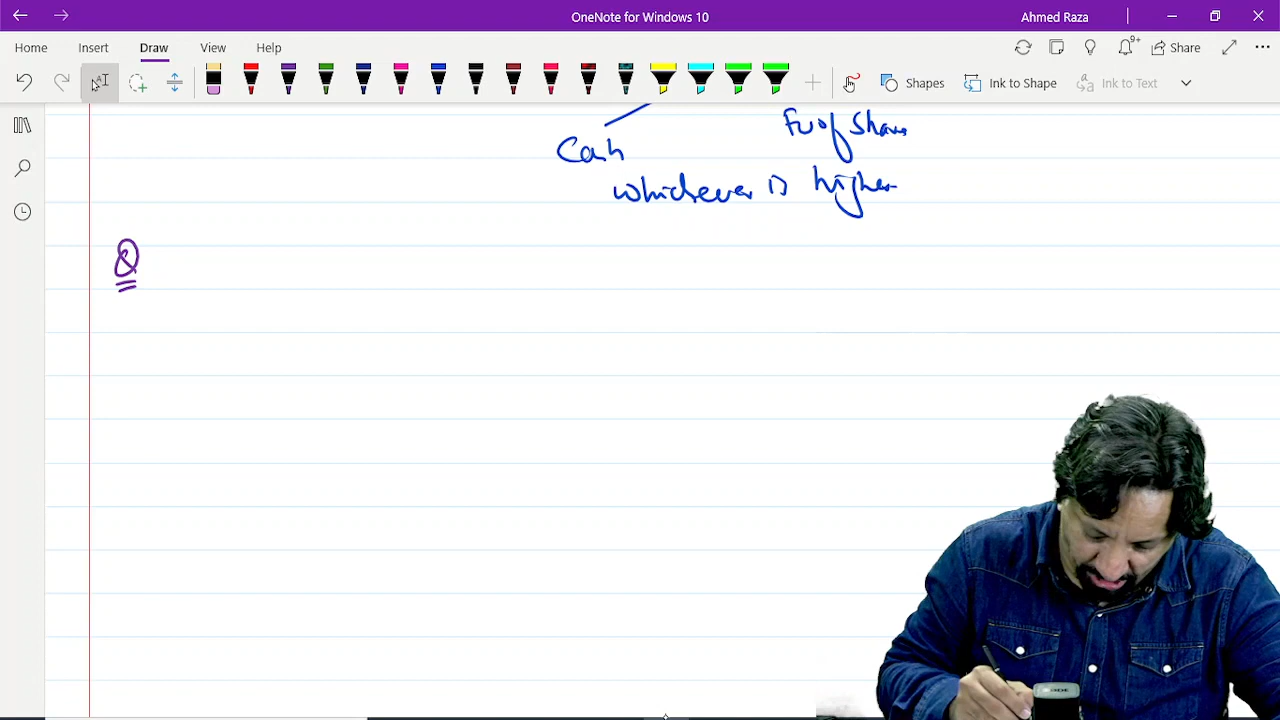 OneNote for Windows 10
Ahmed Raza
Home Insert Draw View Help
Share
Shapes
Ink to Shape
Ink to Text
Cash
Fv of Shares
whichever is higher
Q